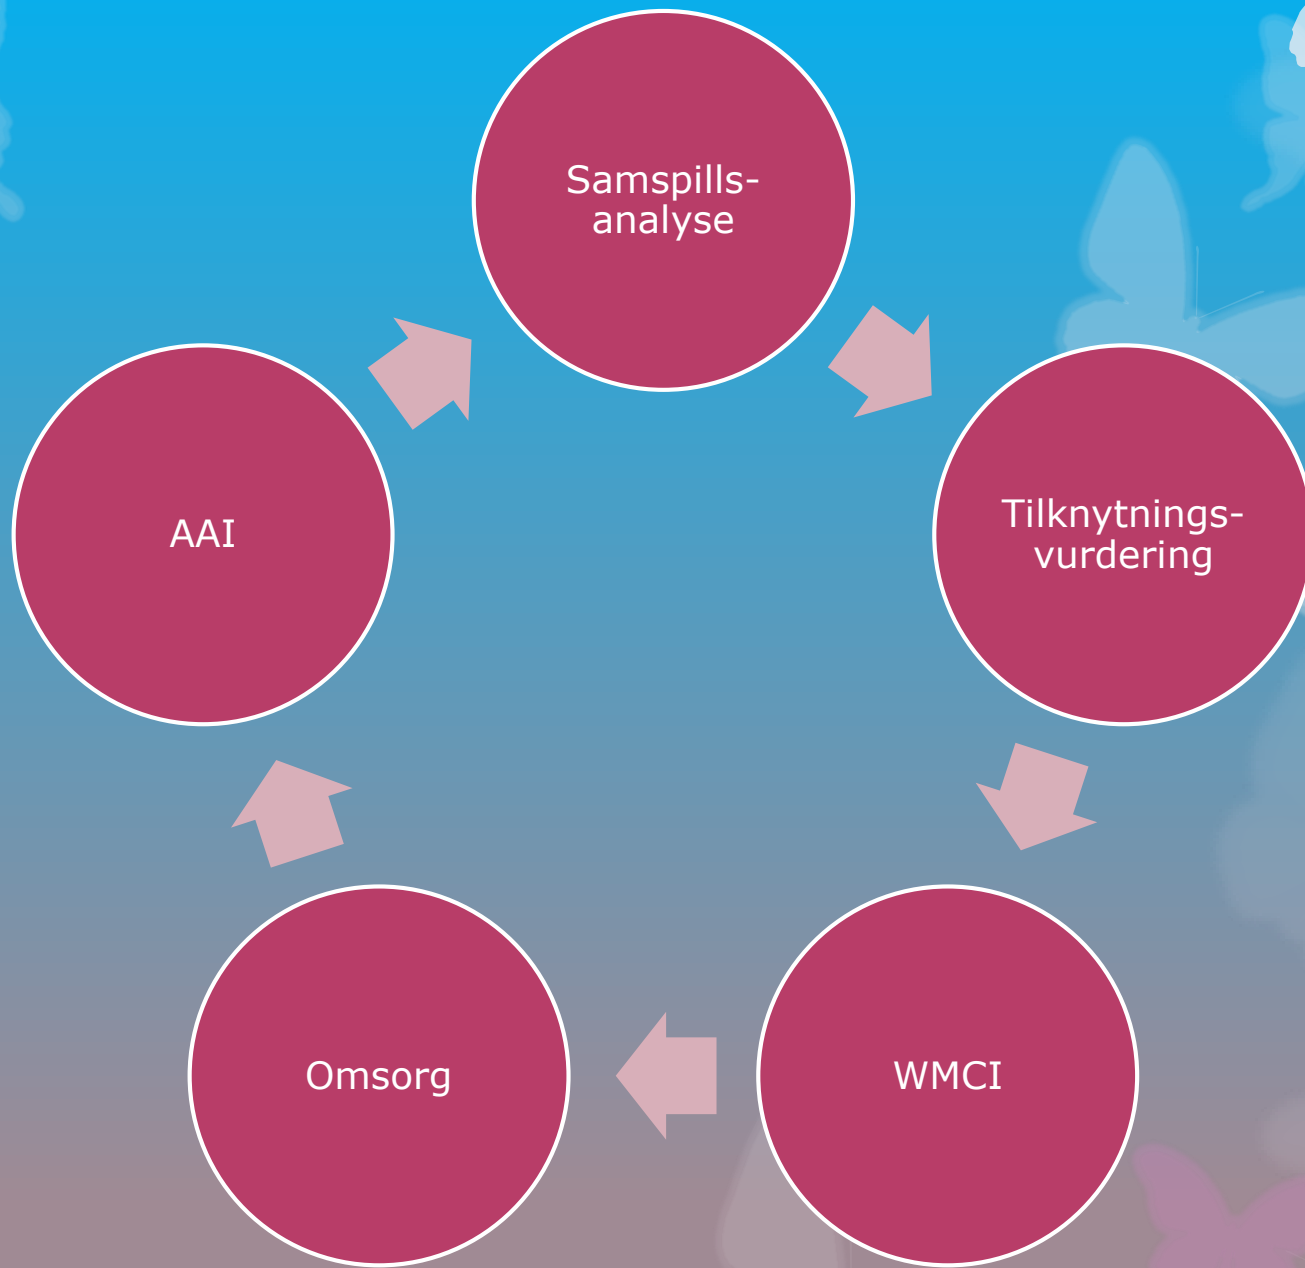 Samspills-
analyse
Tilknytnings-
vurdering
WMCI
Omsorg
AAI